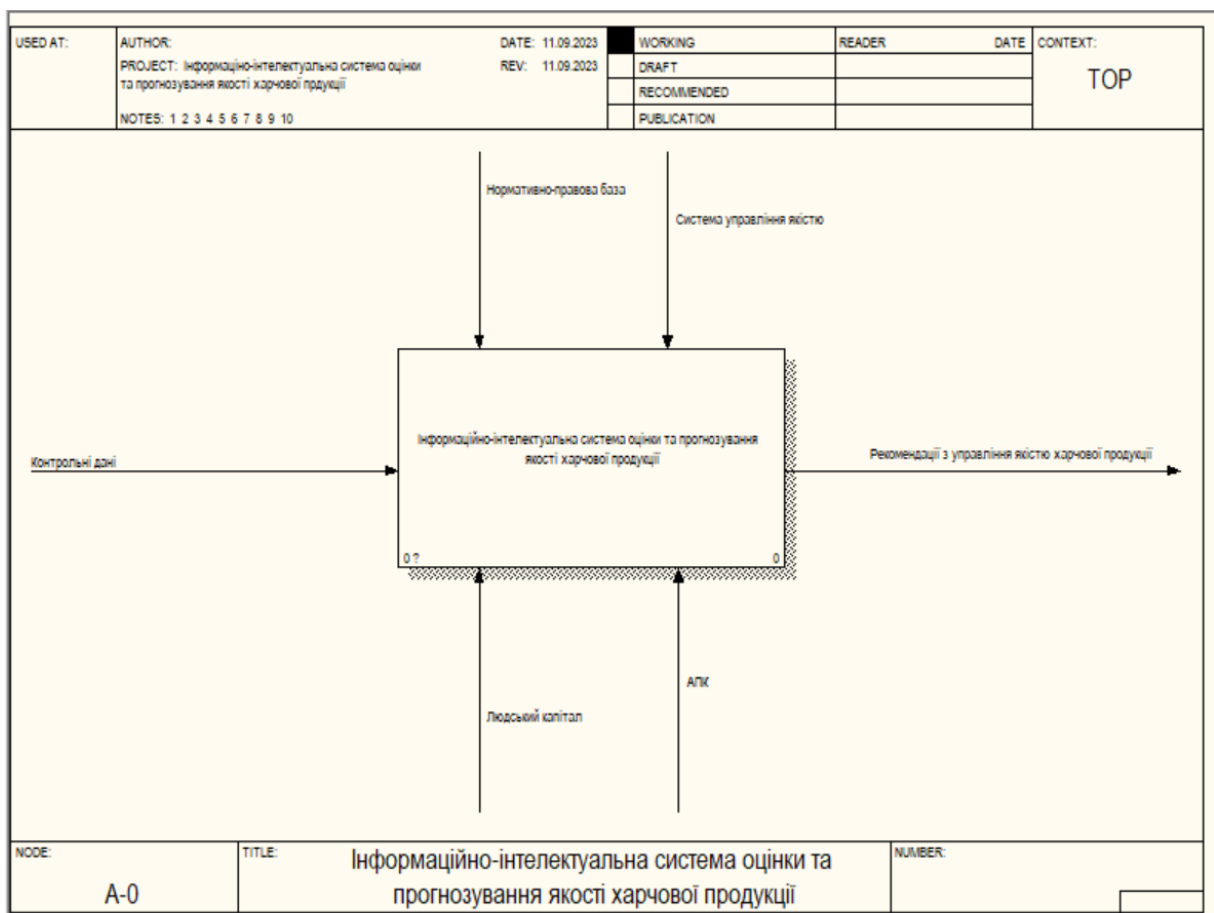 USED AT:
AUTHOR:
DATE: 11.09.2023
PROJECT: Інформаціно-інтелектуальна система оцінки
та прогнозування якості харчової прдукції
REV: 11.09.2023
NOTES: 1 2 3 4 5 6 7 8 9 10
WORKING
DRAFT
RECOMMENDED
PUBLICATION
READER
DATE
CONTEXT:
TOP
Нормативно-правова база
Система управління якістю
Інформаційно-інтелектуальна система оцінки та прогнозування
якості харчової продукції
0 ?
0
Контрольні дані
Рекомендації з управління якістю харчової продукції
АПК
Людський капітал
NODE:
A-0
TITLE:
Інформаційно-інтелектуальна система оцінки та
прогнозування якості харчової продукції
NUMBER: